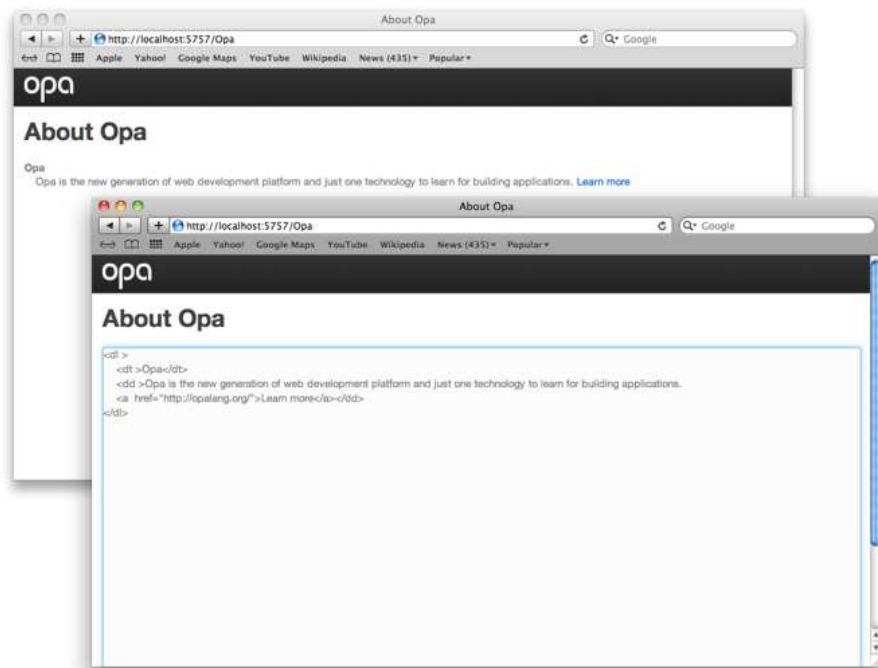 About Opa
http://localhost:5757/Opa
Google
Apple Yahoo! Google Maps YouTube Wikipedia News (435) Popular
opa
About Opa
Opa
Opa is the new generation of web development platform and just one technology to learn for building applications. Learn more
About Opa
http://localhost:5757/Opa
Google
Apple Yahoo! Google Maps YouTube Wikipedia News (435) Popular
opa
About Opa
<dl >
<dt >Opa</dt>
<dd >Opa is the new generation of web development platform and just one technology to learn for building applications.
<a href="http://opalang.org/">Learn more</a></dd>
</dl>